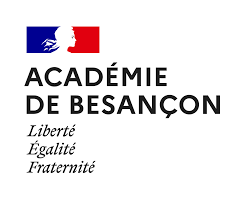 ACADÉMIE
DE BESANÇON
Liberté
Égalité
Fraternité